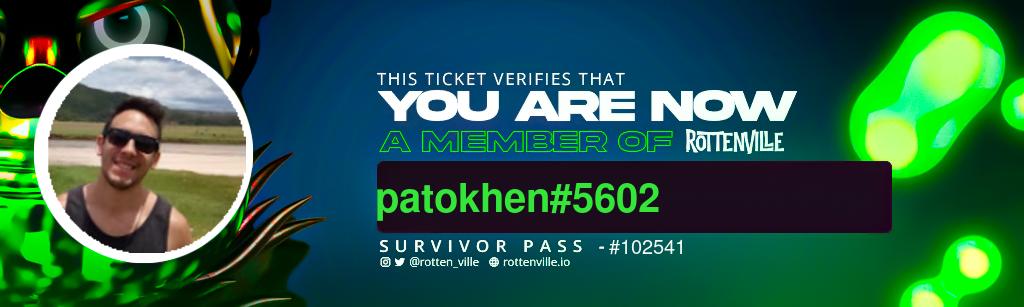 THIS TICKET VERIFIES THAT
YOU ARE NOW
A MEMBER OF ROTTENVILLE
patokhen#5602
SURVIVOR PASS - #102541
@rotten_ville rottenville.io